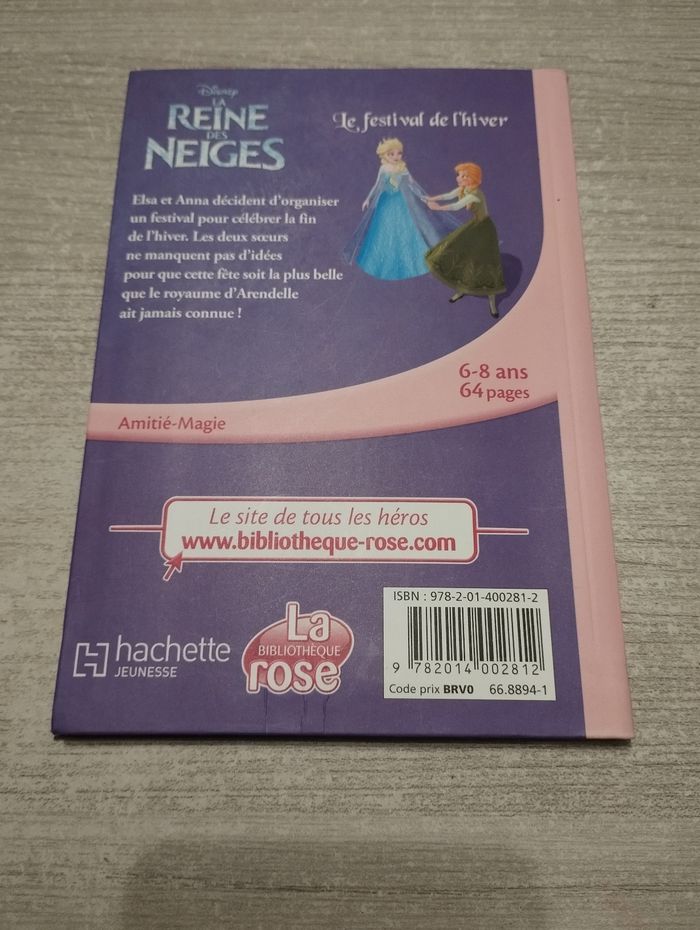 Disney
LA
REINE
DES
NEIGES
Le festival de l'hiver
Elsa et Anna décident d'organiser
un festival pour célébrer la fin
de l'hiver. Les deux sœurs
ne manquent pas d'idées
pour que cette fête soit la plus belle
que le royaume d'Arendelle
ait jamais connue !
6-8 ans
64 pages
Amitié-Magie
Le site de tous les héros
www.bibliotheque-rose.com
hachette
JEUNESSE
La
BIBLIOTHÈQUE
rose
ISBN : 978-2-01-400281-2
9 782014 002812
Code prix BRV0 66.8894-1